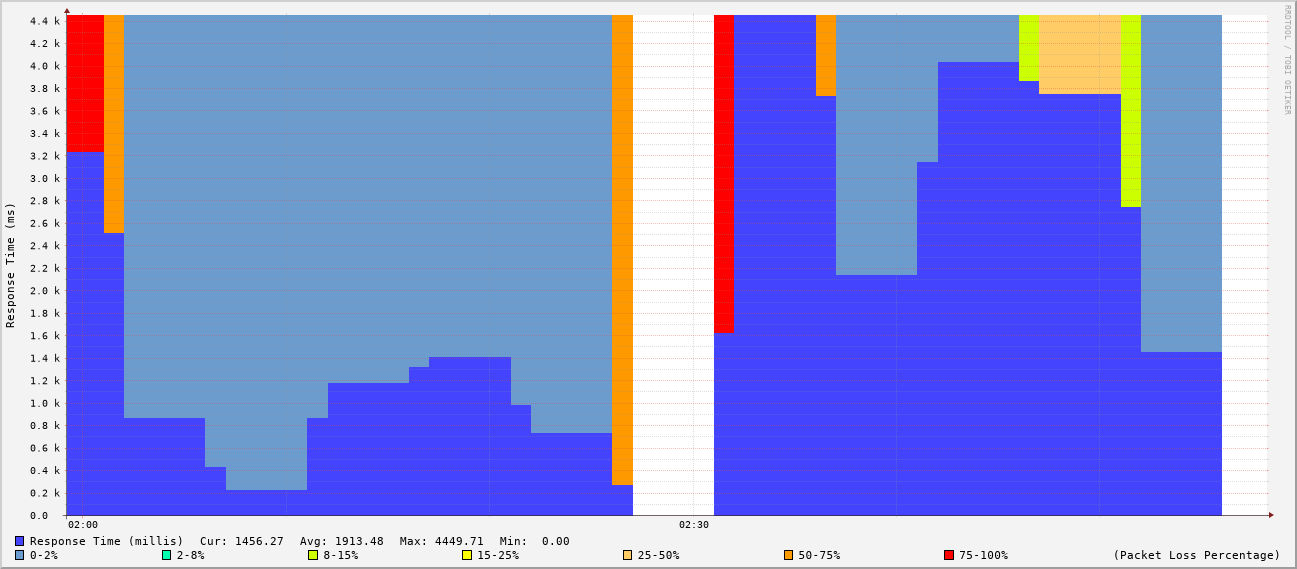 RRDTOOL / TOBI OETIKER
Response Time (ms)
4.4 k
4.2 k
4.0 k
3.8 k
3.6 k
3.4 k
3.2 k
3.0 k
2.8 k
2.6 k
2.4 k
2.2 k
2.0 k
1.8 k
1.6 k
1.4 k
1.2 k
1.0 k
0.8 k
0.6 k
0.4 k
0.2 k
0.0
02:00 02:30
Response Time (millis) Cur: 1456.27 Avg: 1913.48 Max: 4449.71 Min: 0.00
0-2% 2-8% 8-15% 15-25% 25-50% 50-75% 75-100% (Packet Loss Percentage)